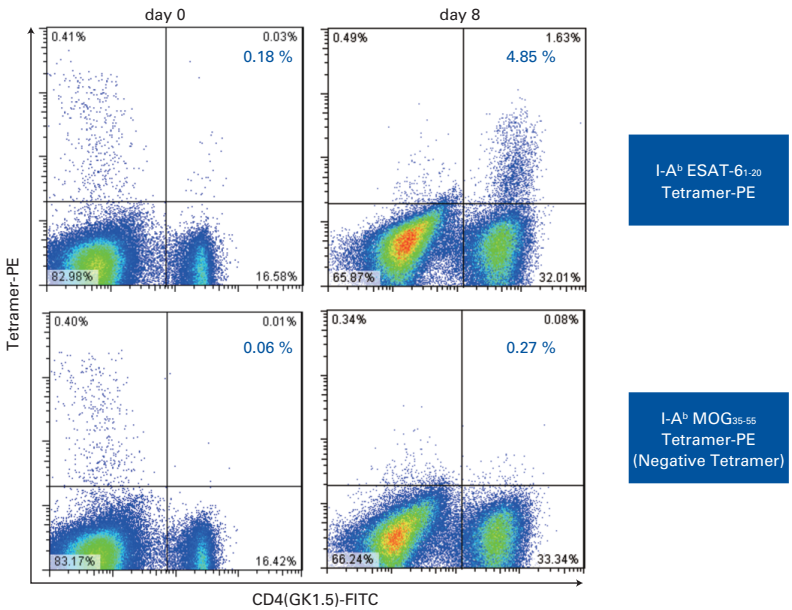 day 0
day 8
0.41%
0.03%
0.18 %
82.98%
16.58%
0.49%
1.63%
4.85 %
65.87%
32.01%
I-Aᵇ ESAT-6₁₋₂₀
Tetramer-PE
0.40%
0.01%
0.06 %
83.17%
16.42%
0.34%
0.08%
0.27 %
66.24%
33.34%
I-Aᵇ MOG₃₅₋₅₅
Tetramer-PE
(Negative Tetramer)
Tetramer-PE
CD4(GK1.5)-FITC